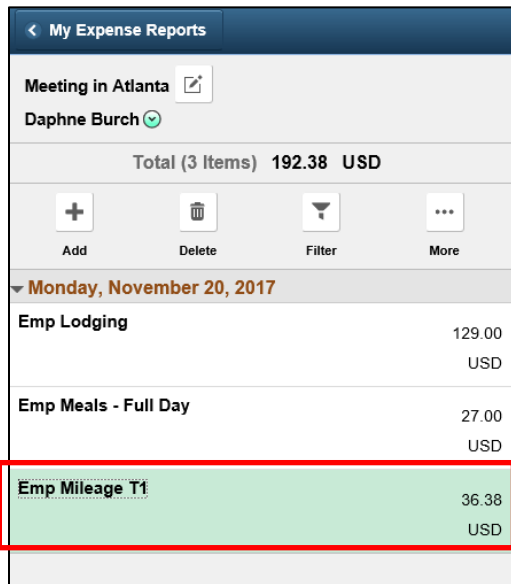 My Expense Reports
Meeting in Atlanta
Daphne Burch
Total (3 Items) 192.38 USD
Add Delete Filter More
Monday, November 20, 2017
Emp Lodging
129.00
USD
Emp Meals - Full Day
27.00
USD
Emp Mileage T1
36.38
USD